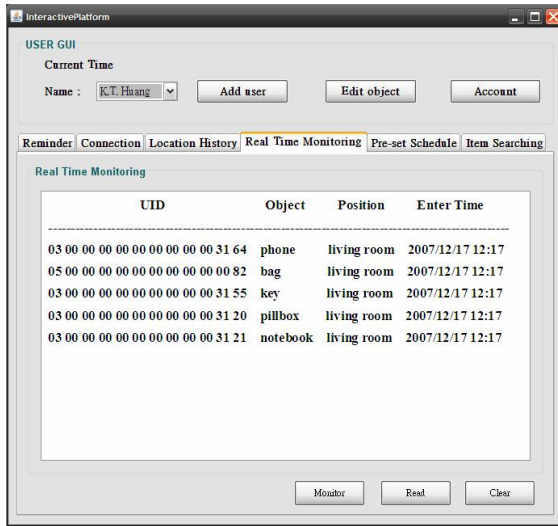 InteractivePlatform
USER GUI
Current Time
Name : K.T. Huang Add user Edit object Account
Reminder Connection Location History Real Time Monitoring Pre-set Schedule Item Searching
Real Time Monitoring
UID Object Position Enter Time
03 00 00 00 00 00 00 00 00 00 31 64 phone living room 2007/12/17 12:17
05 00 00 00 00 00 00 00 00 00 00 82 bag living room 2007/12/17 12:17
03 00 00 00 00 00 00 00 00 00 31 55 key living room 2007/12/17 12:17
03 00 00 00 00 00 00 00 00 00 31 20 pillbox living room 2007/12/17 12:17
03 00 00 00 00 00 00 00 00 00 31 21 notebook living room 2007/12/17 12:17
Monitor Read Clear